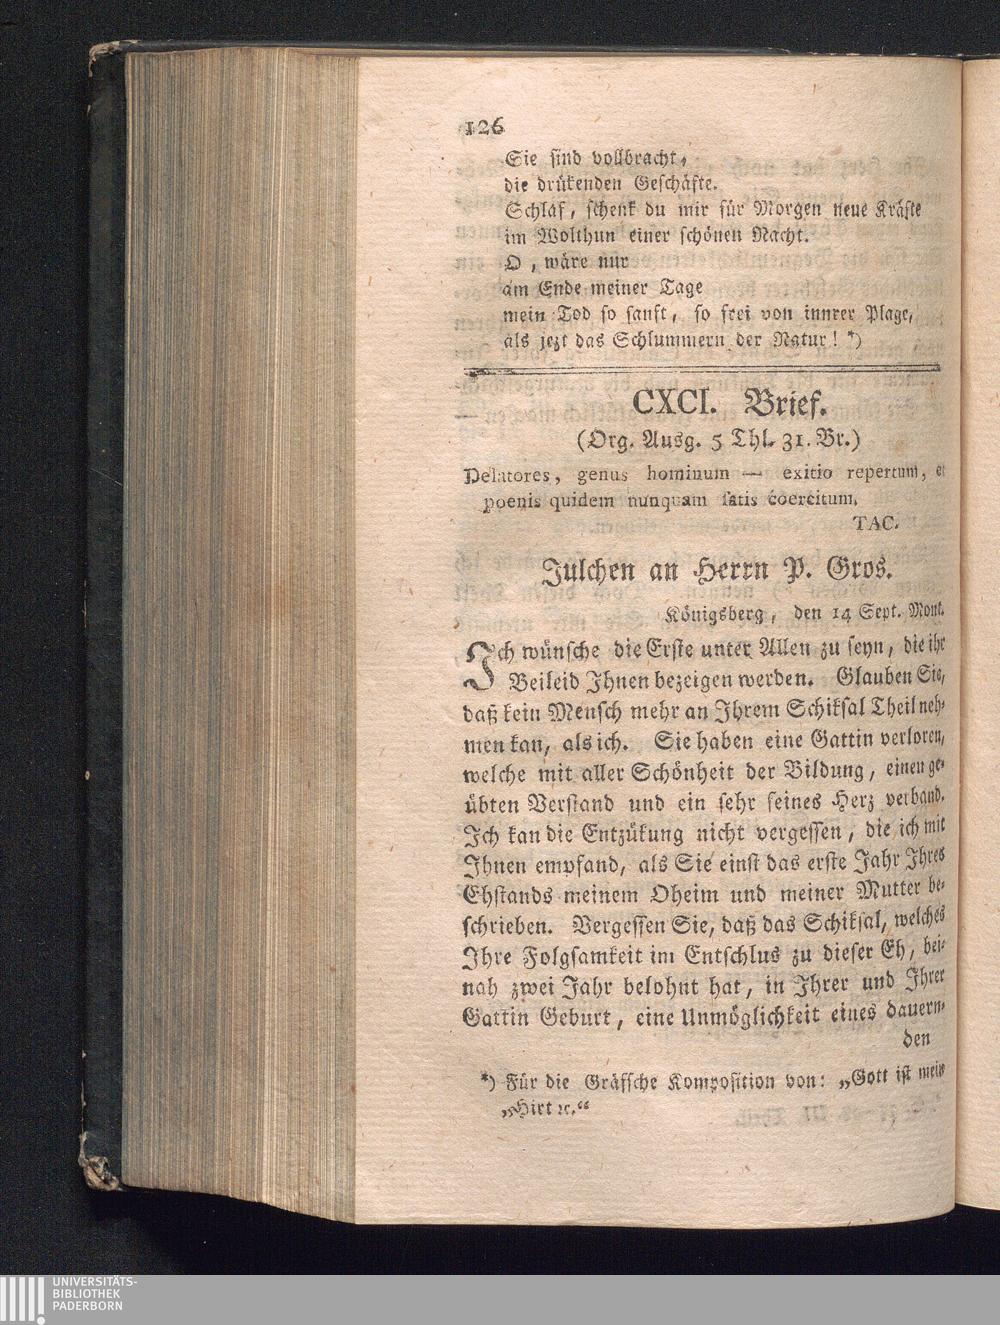 126
Sie sind vollbracht,
die drükenden Geschäfte.
Schlaf, schenk du mir für Morgen neue Kräfte
im Wolthun einer schönen Nacht.
O, wäre nur
am Ende meiner Tage
mein Tod so sanft, so frei von innrer Plage,
als jezt das Schlummern der Natur! *)
CXCI. Brief.
(Org. Ausg. 5 Thl. 31. Br.)
Delatores, genus hominum — exitio repertum, et
poenis quidem nunquam satis coercitum.
TAC.
Julchen an Herrn P. Gros.
Königsberg, den 14 Sept. Mont.
Ich wünsche die Erste unter Allen zu seyn, die ihr
Beileid Ihnen bezeigen werden. Glauben Sie,
daß kein Mensch mehr an Ihrem Schiksal Theil neh-
men kan, als ich. Sie haben eine Gattin verloren,
welche mit aller Schönheit der Bildung, einen ge-
übten Verstand und ein sehr feines Herz verband.
Ich kan die Entzükung nicht vergessen, die ich mit
Ihnen empfand, als Sie einst das erste Jahr Ihres
Ehstands meinem Oheim und meiner Mutter be-
schrieben. Vergessen Sie, daß das Schiksal, welches
Ihre Folgsamkeit im Entschlus zu dieser Eh, bei-
nah zwei Jahr belohnt hat, in Ihrer und Ihrer
Gattin Geburt, eine Unmöglichkeit eines dauern-
den
*) Für die Gräfsche Komposition von: „Gott ist mein
„Hirt ꝛc.“
UNIVERSITÄTS-
BIBLIOTHEK
PADERBORN